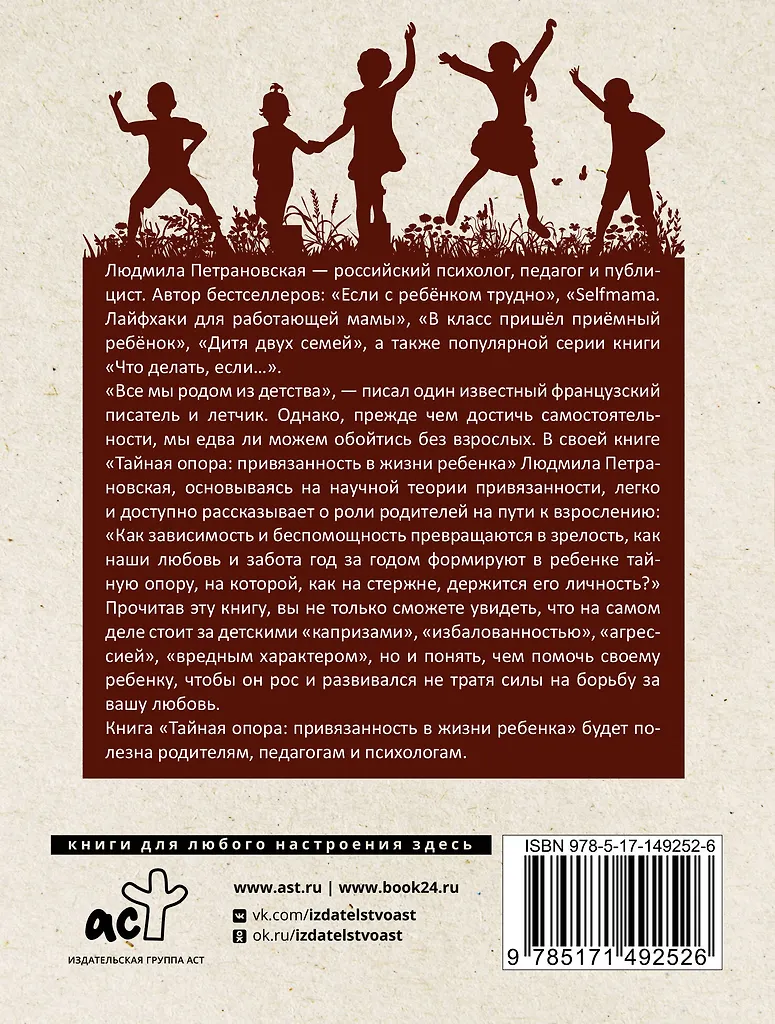 Людмила Петрановская — российский психолог, педагог и публи-
цист. Автор бестселлеров: «Если с ребёнком трудно», «Selfmama.
Лайфхаки для работающей мамы», «В класс пришёл приёмный
ребёнок», «Дитя двух семей», а также популярной серии книги
«Что делать, если…».
«Все мы родом из детства», — писал один известный французский
писатель и летчик. Однако, прежде чем достичь самостоятель-
ности, мы едва ли можем обойтись без взрослых. В своей книге
«Тайная опора: привязанность в жизни ребенка» Людмила Петра-
новская, основываясь на научной теории привязанности, легко
и доступно рассказывает о роли родителей на пути к взрослению:
«Как зависимость и беспомощность превращаются в зрелость, как
наши любовь и забота год за годом формируют в ребенке тай-
ную опору, на которой, как на стержне, держится его личность?»
Прочитав эту книгу, вы не только сможете увидеть, что на самом
деле стоит за детскими «капризами», «избалованностью», «агрес-
сией», «вредным характером», но и понять, чем помочь своему
ребенку, чтобы он рос и развивался не тратя силы на борьбу за
вашу любовь.
Книга «Тайная опора: привязанность в жизни ребенка» будет по-
лезна родителям, педагогам и психологам.
книги для любого настроения здесь
аст
ИЗДАТЕЛЬСКАЯ ГРУППА АСТ
www.ast.ru | www.book24.ru
vk.com/izdatelstvoast
ok.ru/izdatelstvoast
ISBN 978-5-17-149252-6
9 785171 492526